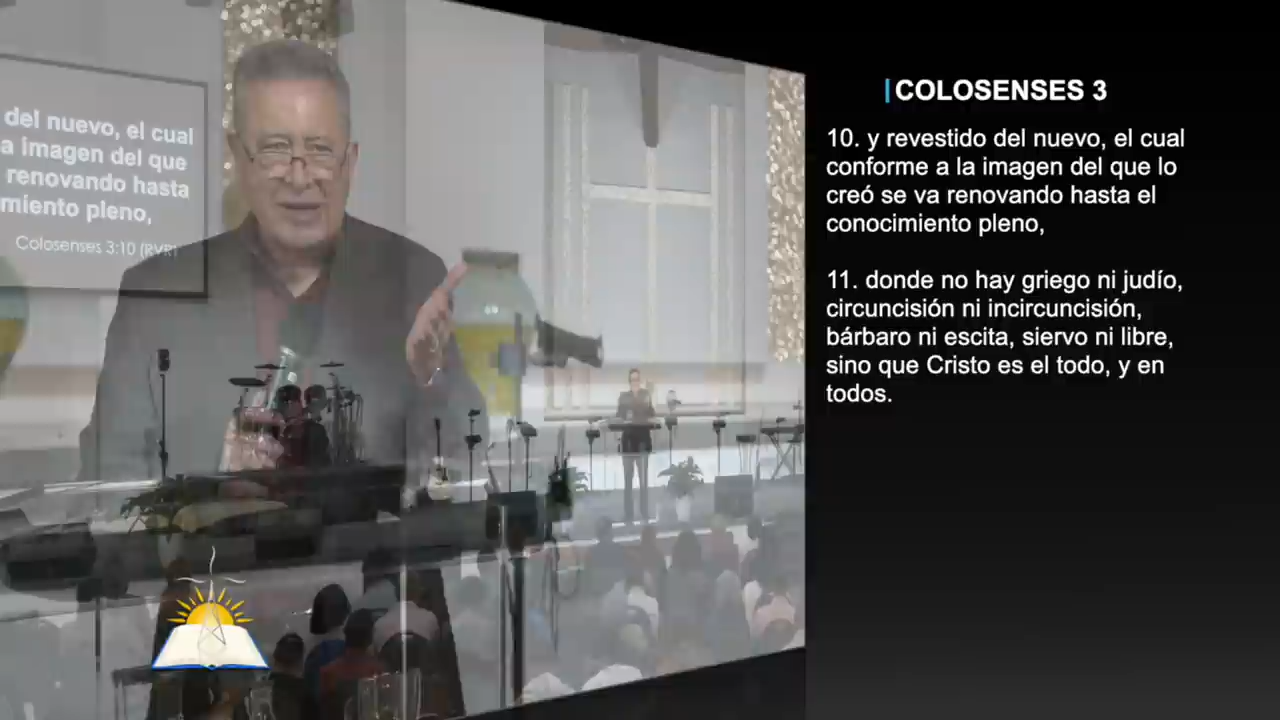 del nuevo, el cual
a imagen del que
renovando hasta
miento pleno,
Colosenses 3:10 (RVR)
COLOSENSES 3
10. y revestido del nuevo, el cual
conforme a la imagen del que lo
creó se va renovando hasta el
conocimiento pleno,
11. donde no hay griego ni judío,
circuncisión ni incircuncisión,
bárbaro ni escita, siervo ni libre,
sino que Cristo es el todo, y en
todos.